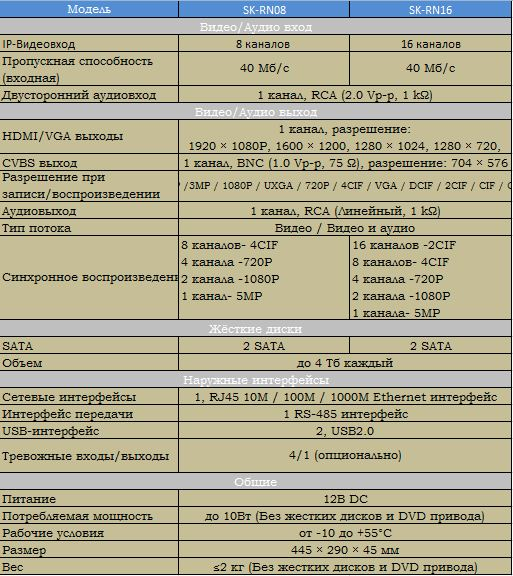 Модель SK-RN08 SK-RN16
Видео/Аудио вход
IP-Видеовход 8 каналов 16 каналов
Пропускная способность
(входная) 40 Мб/с 40 Мб/с
Двусторонний аудиовход 1 канал, RCA (2.0 Vp-p, 1 kΩ)
Видео/Аудио выход
HDMI/VGA выходы 1 канал, разрешение:
1920 × 1080P, 1600 × 1200, 1280 × 1024, 1280 × 720,
CVBS выход 1 канал, BNC (1.0 Vp-p, 75 Ω), разрешение: 704 × 576
Разрешение при
записи/воспроизведении /3MP / 1080P / UXGA / 720P / 4CIF / VGA / DCIF / 2CIF / CIF /
Аудиовыход 1 канал, RCA (Линейный, 1 kΩ)
Тип потока Видео / Видео и аудио
Синхронное воспроизведени
8 каналов- 4CIF
4 канала -720P
2 канала -1080P
1 канал- 5MP
16 каналов -2CIF
8 каналов- 4CIF
4 канала -720P
2 канала -1080P
1 канала- 5MP
Жёсткие диски
SATA 2 SATA 2 SATA
Объем до 4 Тб каждый
Наружные интерфейсы
Сетевые интерфейсы 1, RJ45 10M / 100M / 1000M Ethernet интерфейс
Интерфейс передачи 1 RS-485 интерфейс
USB-интерфейс 2, USB2.0
Тревожные входы/выходы 4/1 (опционально)
Общие
Питание 12В DC
Потребляемая мощность до 10Вт (Без жестких дисков и DVD привода)
Рабочие условия от -10 до +55°C
Размер 445 × 290 × 45 мм
Вес ≤2 кг (Без жестких дисков и DVD привода)